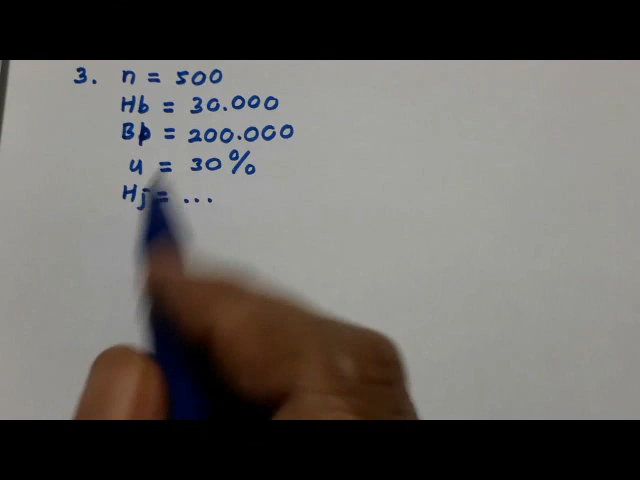 3. n = 500
Hb = 30.000
Bp = 200.000
u = 30%
Hj = ...